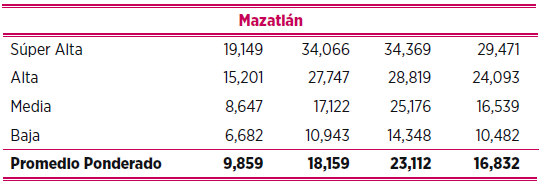 Mazatlán
Súper Alta 19,149 34,066 34,369 29,471
Alta 15,201 27,747 28,819 24,093
Media 8,647 17,122 25,176 16,539
Baja 6,682 10,943 14,348 10,482
Promedio Ponderado 9,859 18,159 23,112 16,832